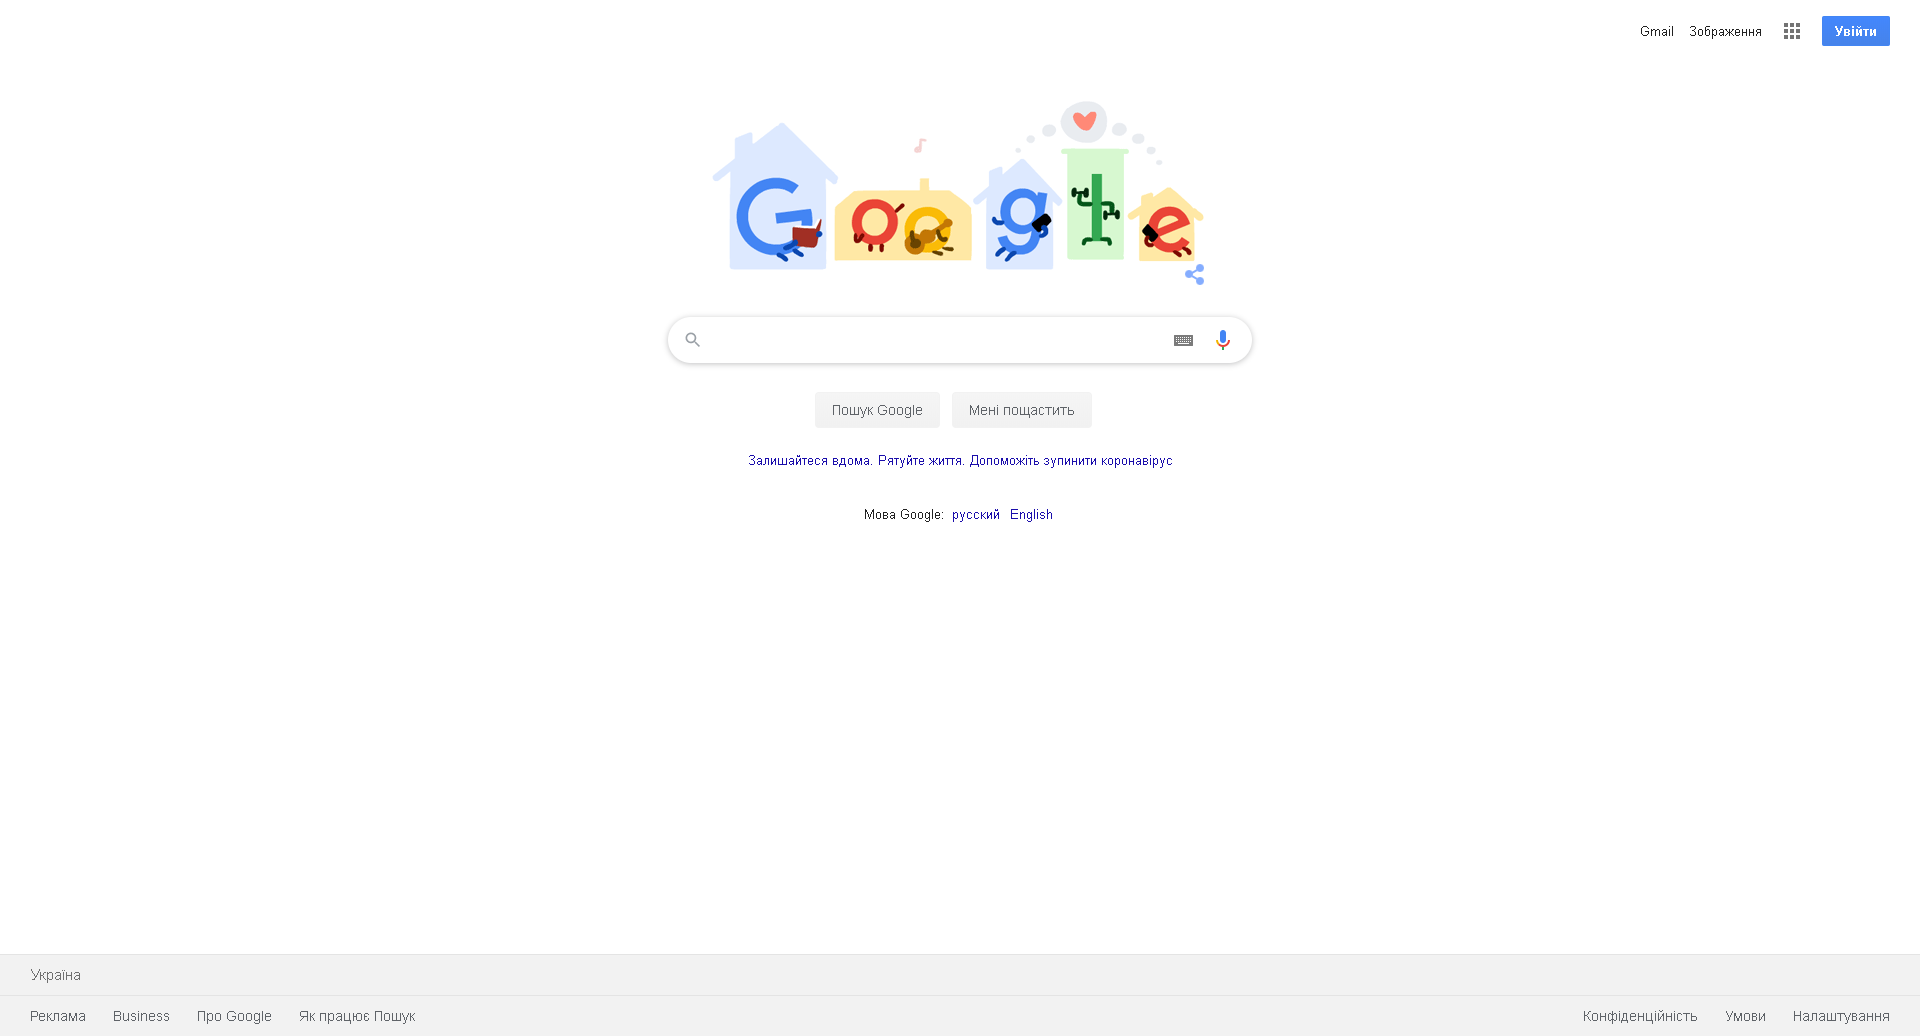 Gmail Зображення Увійти
Google
Пошук Google Мені пощастить
Залишайтеся вдома. Рятуйте життя. Допоможіть зупинити коронавірус
Мова Google: русский English
Україна
Реклама Business Про Google Як працює Пошук Конфіденційність Умови Налаштування